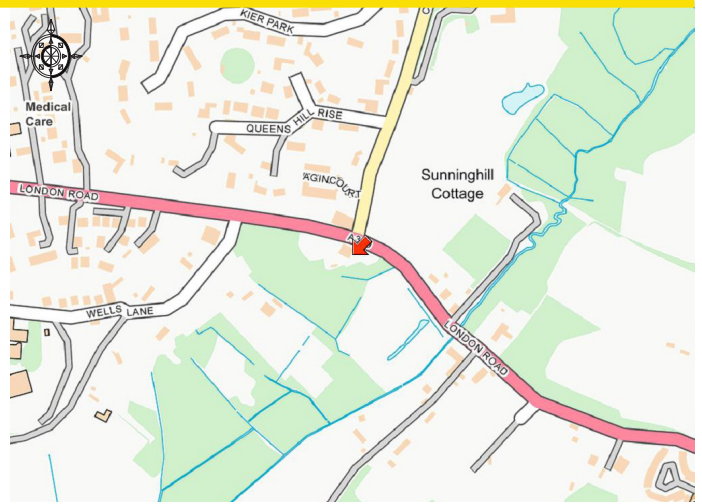 KIER PARK
Medical
Care
QUEENS HILL RISE
AGINCOURT
Sunninghill
Cottage
LONDON ROAD
WELLS LANE
LONDON ROAD